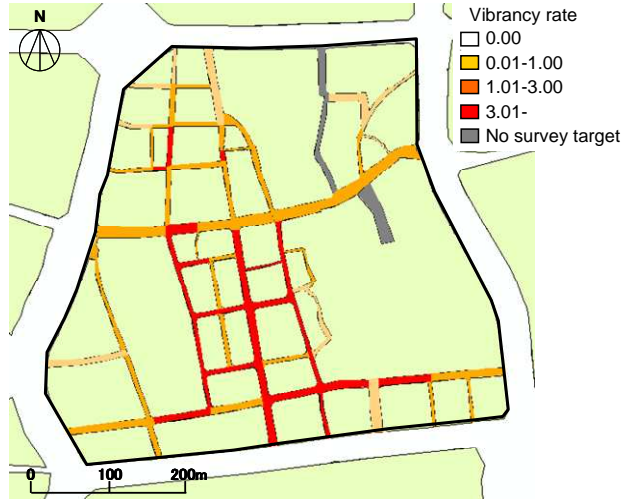 N
Vibrancy rate
0.00
0.01-1.00
1.01-3.00
3.01-
No survey target
0 100 200m